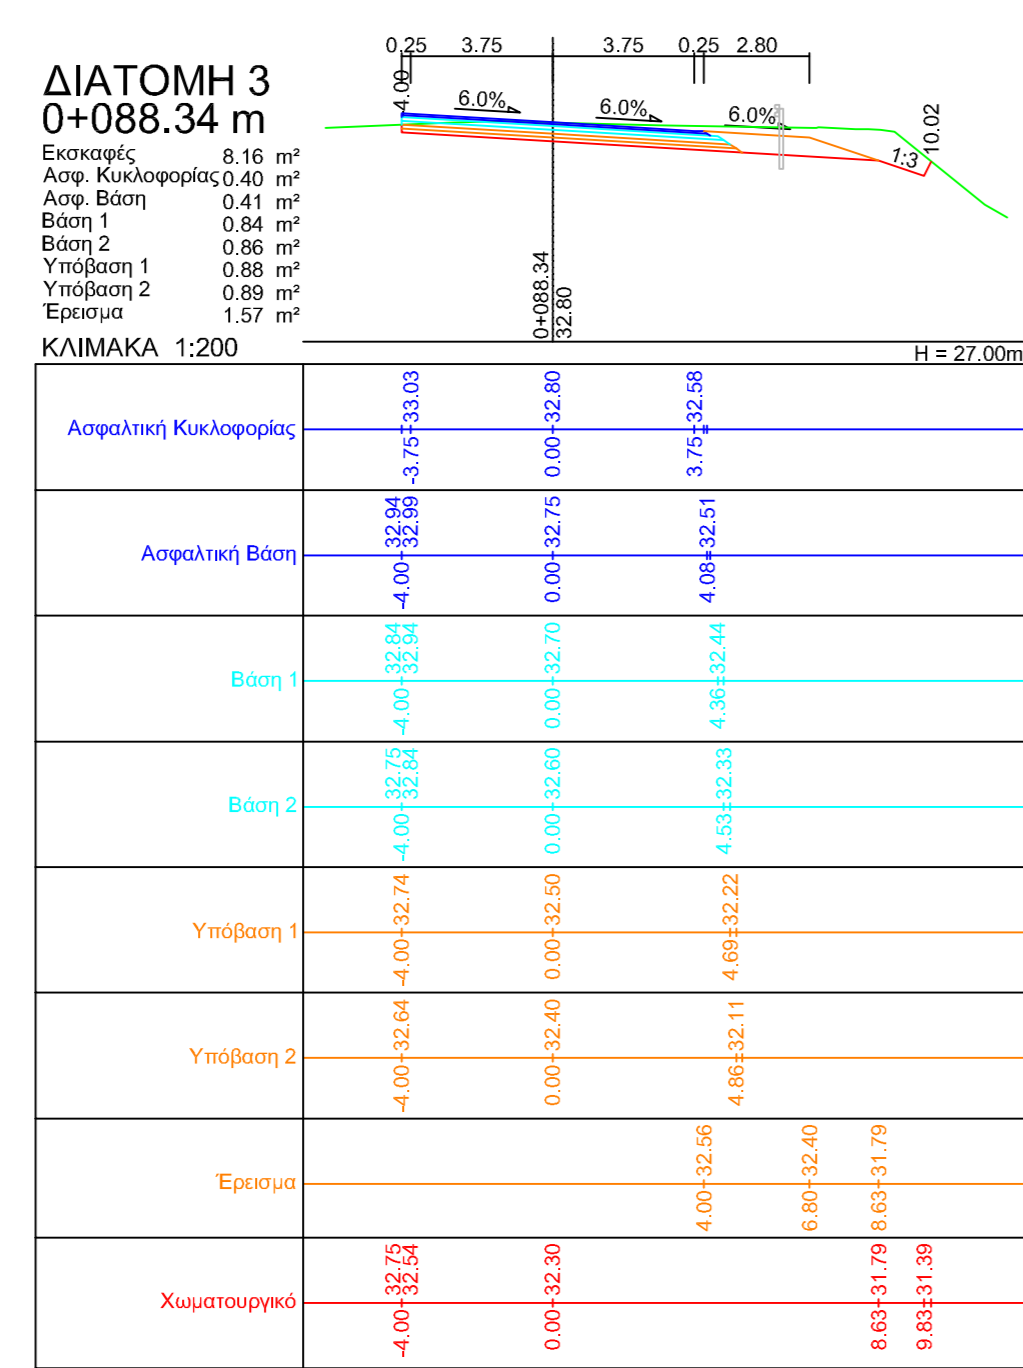 0.25 3.75 3.75 0.25 2.80
ΔΙΑΤΟΜΗ 3
0+088.34 m
4.00 6.0% 6.0% 6.0% 1:3 10.02
Εκσκαφές 8.16 m²
Ασφ. Κυκλοφορίας 0.40 m²
Ασφ. Βάση 0.41 m²
Βάση 1 0.84 m²
Βάση 2 0.86 m²
Υπόβαση 1 0.88 m²
Υπόβαση 2 0.89 m²
Έρεισμα 1.57 m²
0+088.34
32.80
ΚΛΙΜΑΚΑ 1:200
H = 27.00m
Ασφαλτική Κυκλοφορίας
-3.75 33.03 0.00 32.80 3.75 32.58
Ασφαλτική Βάση
-4.00 32.94 32.99 0.00 32.75 4.08 32.51
Βάση 1
-4.00 32.84 32.94 0.00 32.70 4.36 32.44
Βάση 2
-4.00 32.75 32.84 0.00 32.60 4.53 32.33
Υπόβαση 1
-4.00 32.74 0.00 32.50 4.69 32.22
Υπόβαση 2
-4.00 32.64 0.00 32.40 4.86 32.11
Έρεισμα
4.00 32.56 6.80 32.40 8.63 31.79
Χωματουργικό
-4.00 32.75 32.54 0.00 32.30 8.63 31.79 9.83 31.39